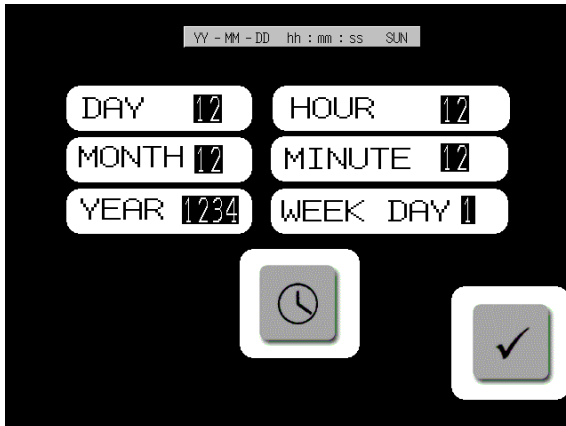 YY - MM - DD hh : mm : ss SUN
DAY 12
HOUR 12
MONTH 12
MINUTE 12
YEAR 1234
WEEK DAY 1